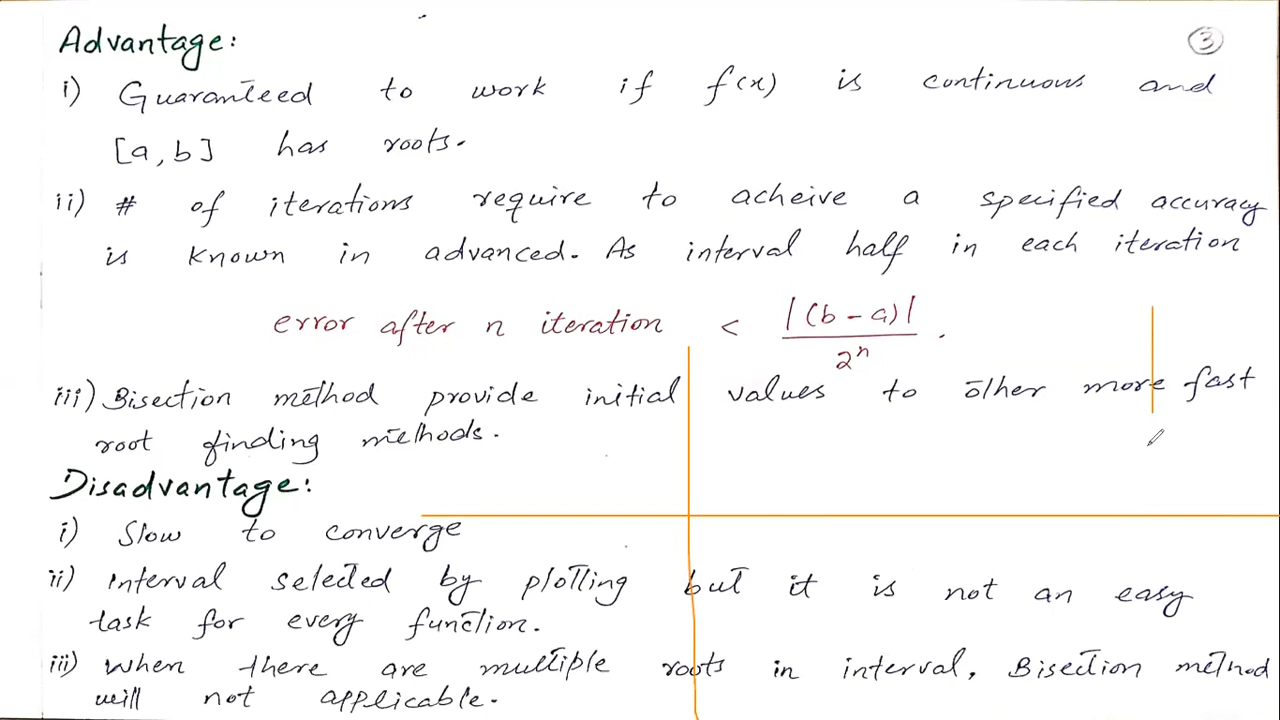 Advantage:
3
i) Guaranteed to work if f(x) is continuous and
[a,b] has roots.
ii) # of iterations require to acheive a specified accuracy
is known in advanced. As interval half in each iteration
error after n iteration < |(b-a)| / 2^n .
iii) Bisection method provide initial values to other more fast
root finding methods.
Disadvantage:
i) Slow to converge
ii) interval selected by plotting but it is not an easy
task for every function.
iii) when there are multiple roots in interval, Bisection method
will not applicable.